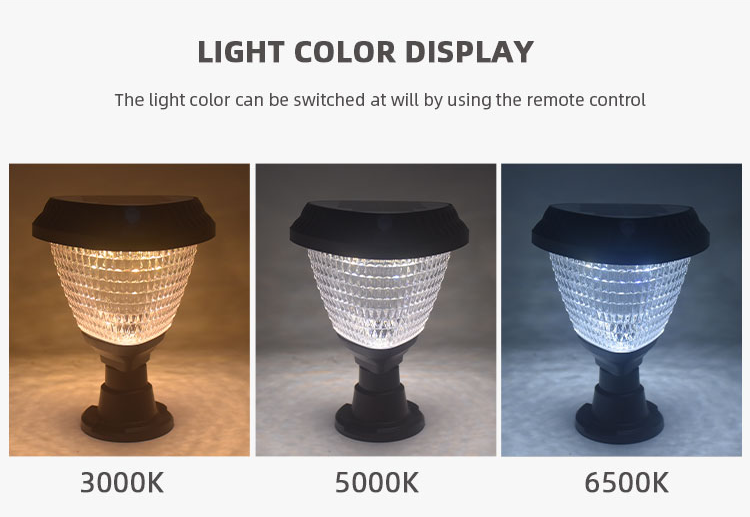 LIGHT COLOR DISPLAY
The light color can be switched at will by using the remote control
3000K
5000K
6500K